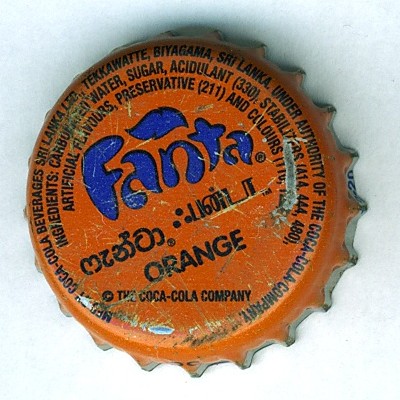 COCA-COLA BEVERAGES SRI LANKA LTD., TEKKAWATTE, BIYAGAMA, SRI LANKA. UNDER AUTHORITY OF THE COCA-COLA COMPANY.
INGREDIENTS: CARBONATED WATER, SUGAR, ACIDULANT (330), STABILIZERS (414, 444, 480),
ARTIFICIAL FLAVOURS, PRESERVATIVE (211) AND COLOURS
Fanta®
ஃபன்டா
ෆැන්ටා®
ORANGE
© THE COCA-COLA COMPANY